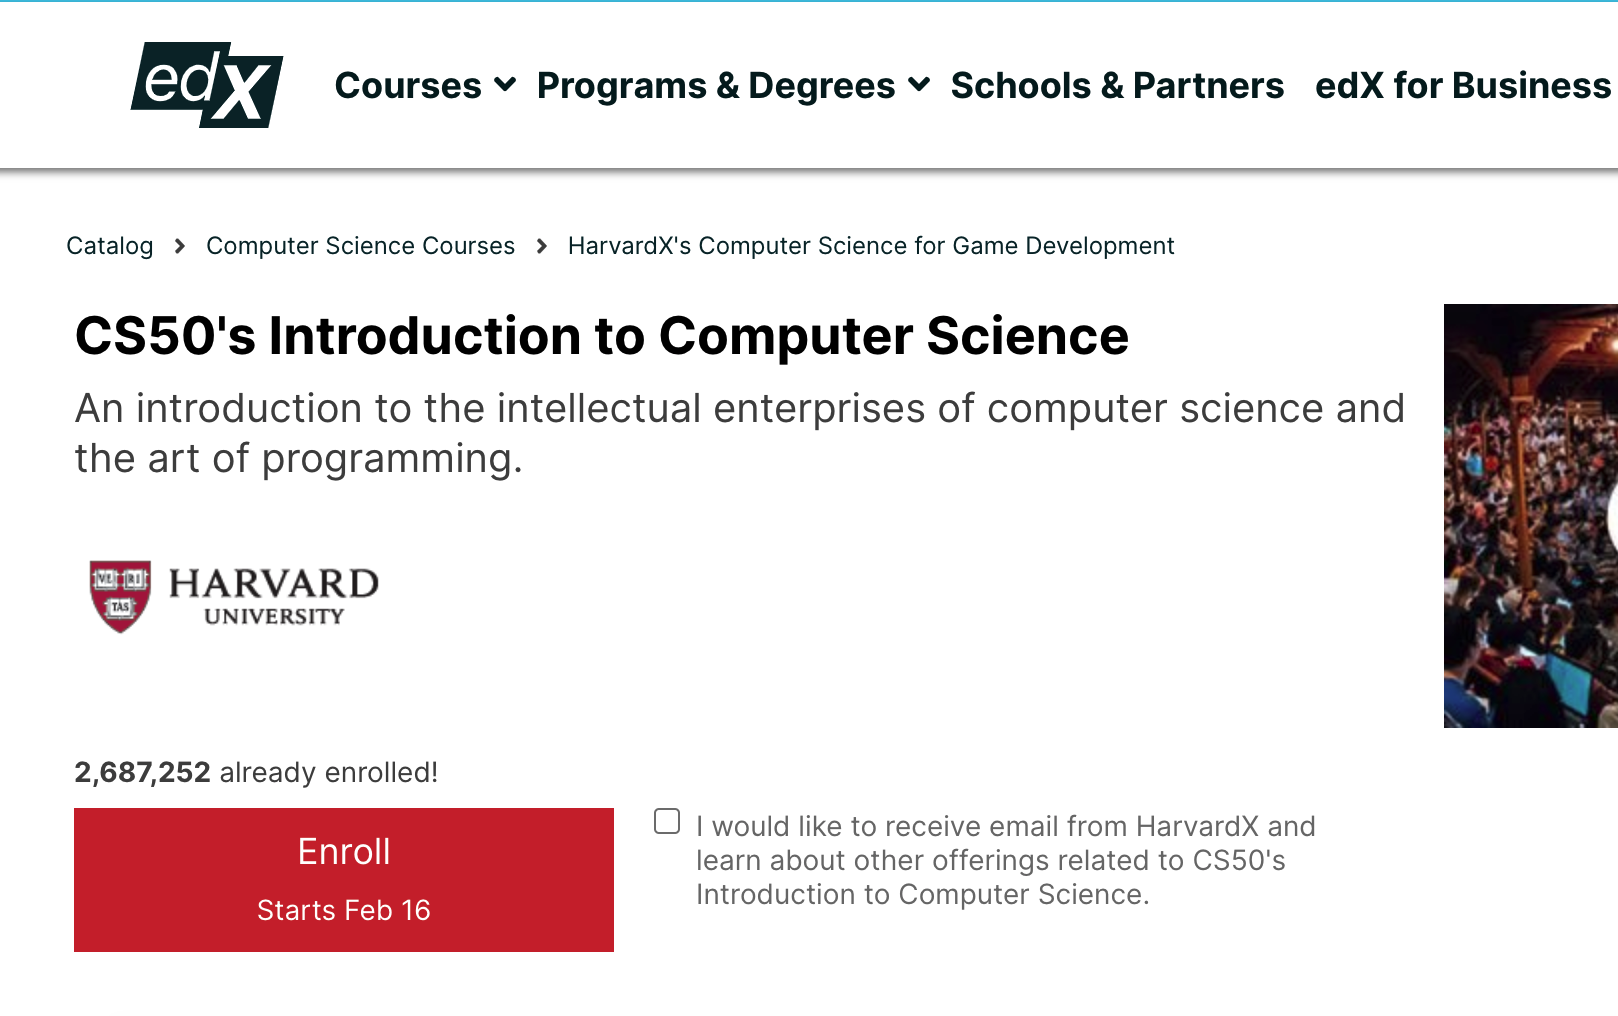 edX
Courses Programs & Degrees Schools & Partners edX for Business
Catalog Computer Science Courses HarvardX's Computer Science for Game Development
CS50's Introduction to Computer Science
An introduction to the intellectual enterprises of computer science and
the art of programming.
VE RI
TAS
HARVARD
UNIVERSITY
2,687,252 already enrolled!
Enroll
Starts Feb 16
I would like to receive email from HarvardX and
learn about other offerings related to CS50's
Introduction to Computer Science.